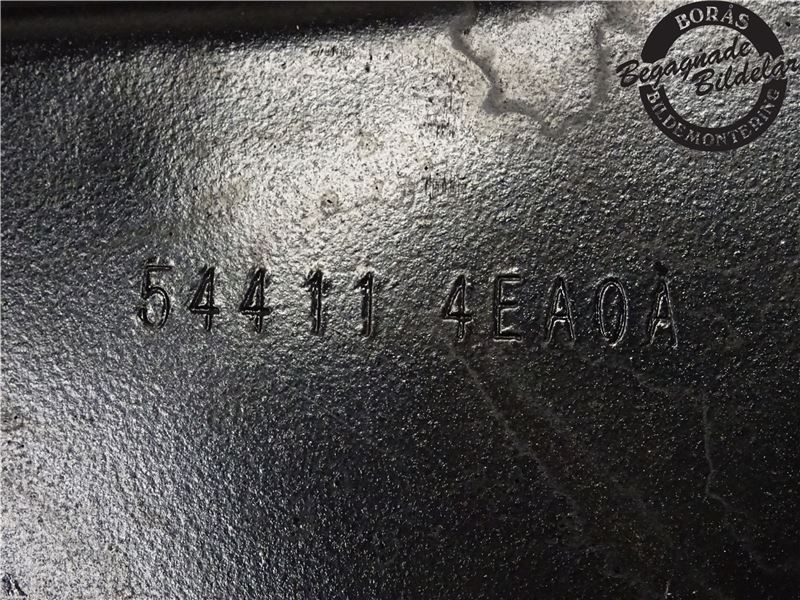 BORÅS
Begagnade
Bildelar
BILDEMONTERING
54411 4EA0A